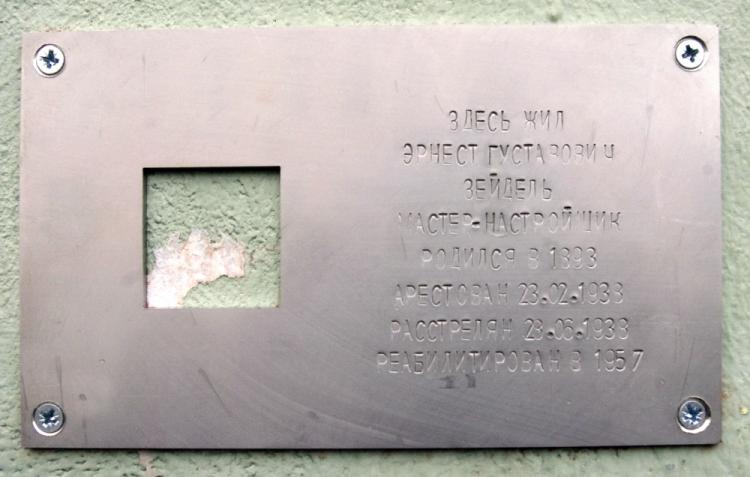 ЗДЕСЬ ЖИЛ
ЭРНЕСТ ГУСТАВОВИЧ
ЗЕЙДЕЛЬ
МАСТЕР-НАСТРОЙЩИК
РОДИЛСЯ В 1893
АРЕСТОВАН 23.02.1938
РАССТРЕЛЯН 28.06.1938
РЕАБИЛИТИРОВАН В 1957